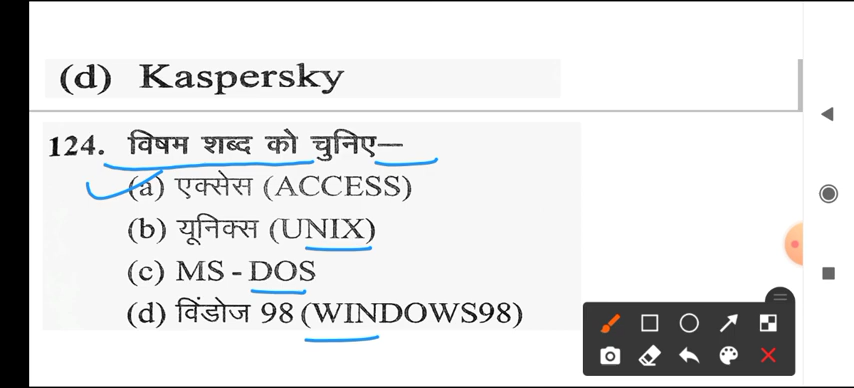 (d) Kaspersky
124. विषम शब्द को चुनिए—
(a) एक्सेस (ACCESS)
(b) यूनिक्स (UNIX)
(c) MS - DOS
(d) विंडोज 98 (WINDOWS98)